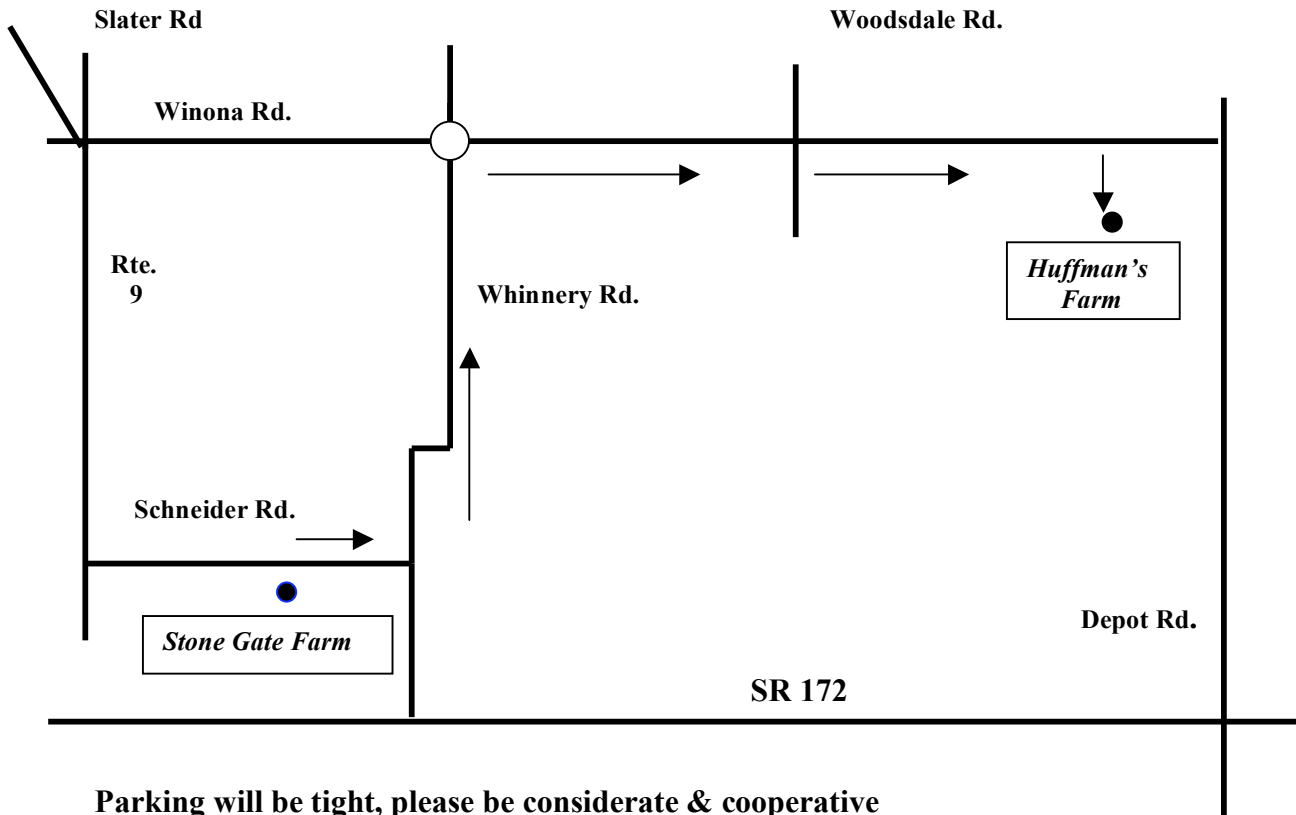 Slater Rd
Woodsdale Rd.
Winona Rd.
Rte.
9
Whinnery Rd.
Huffman's
Farm
Schneider Rd.
Stone Gate Farm
Depot Rd.
SR 172
Parking will be tight, please be considerate & cooperative